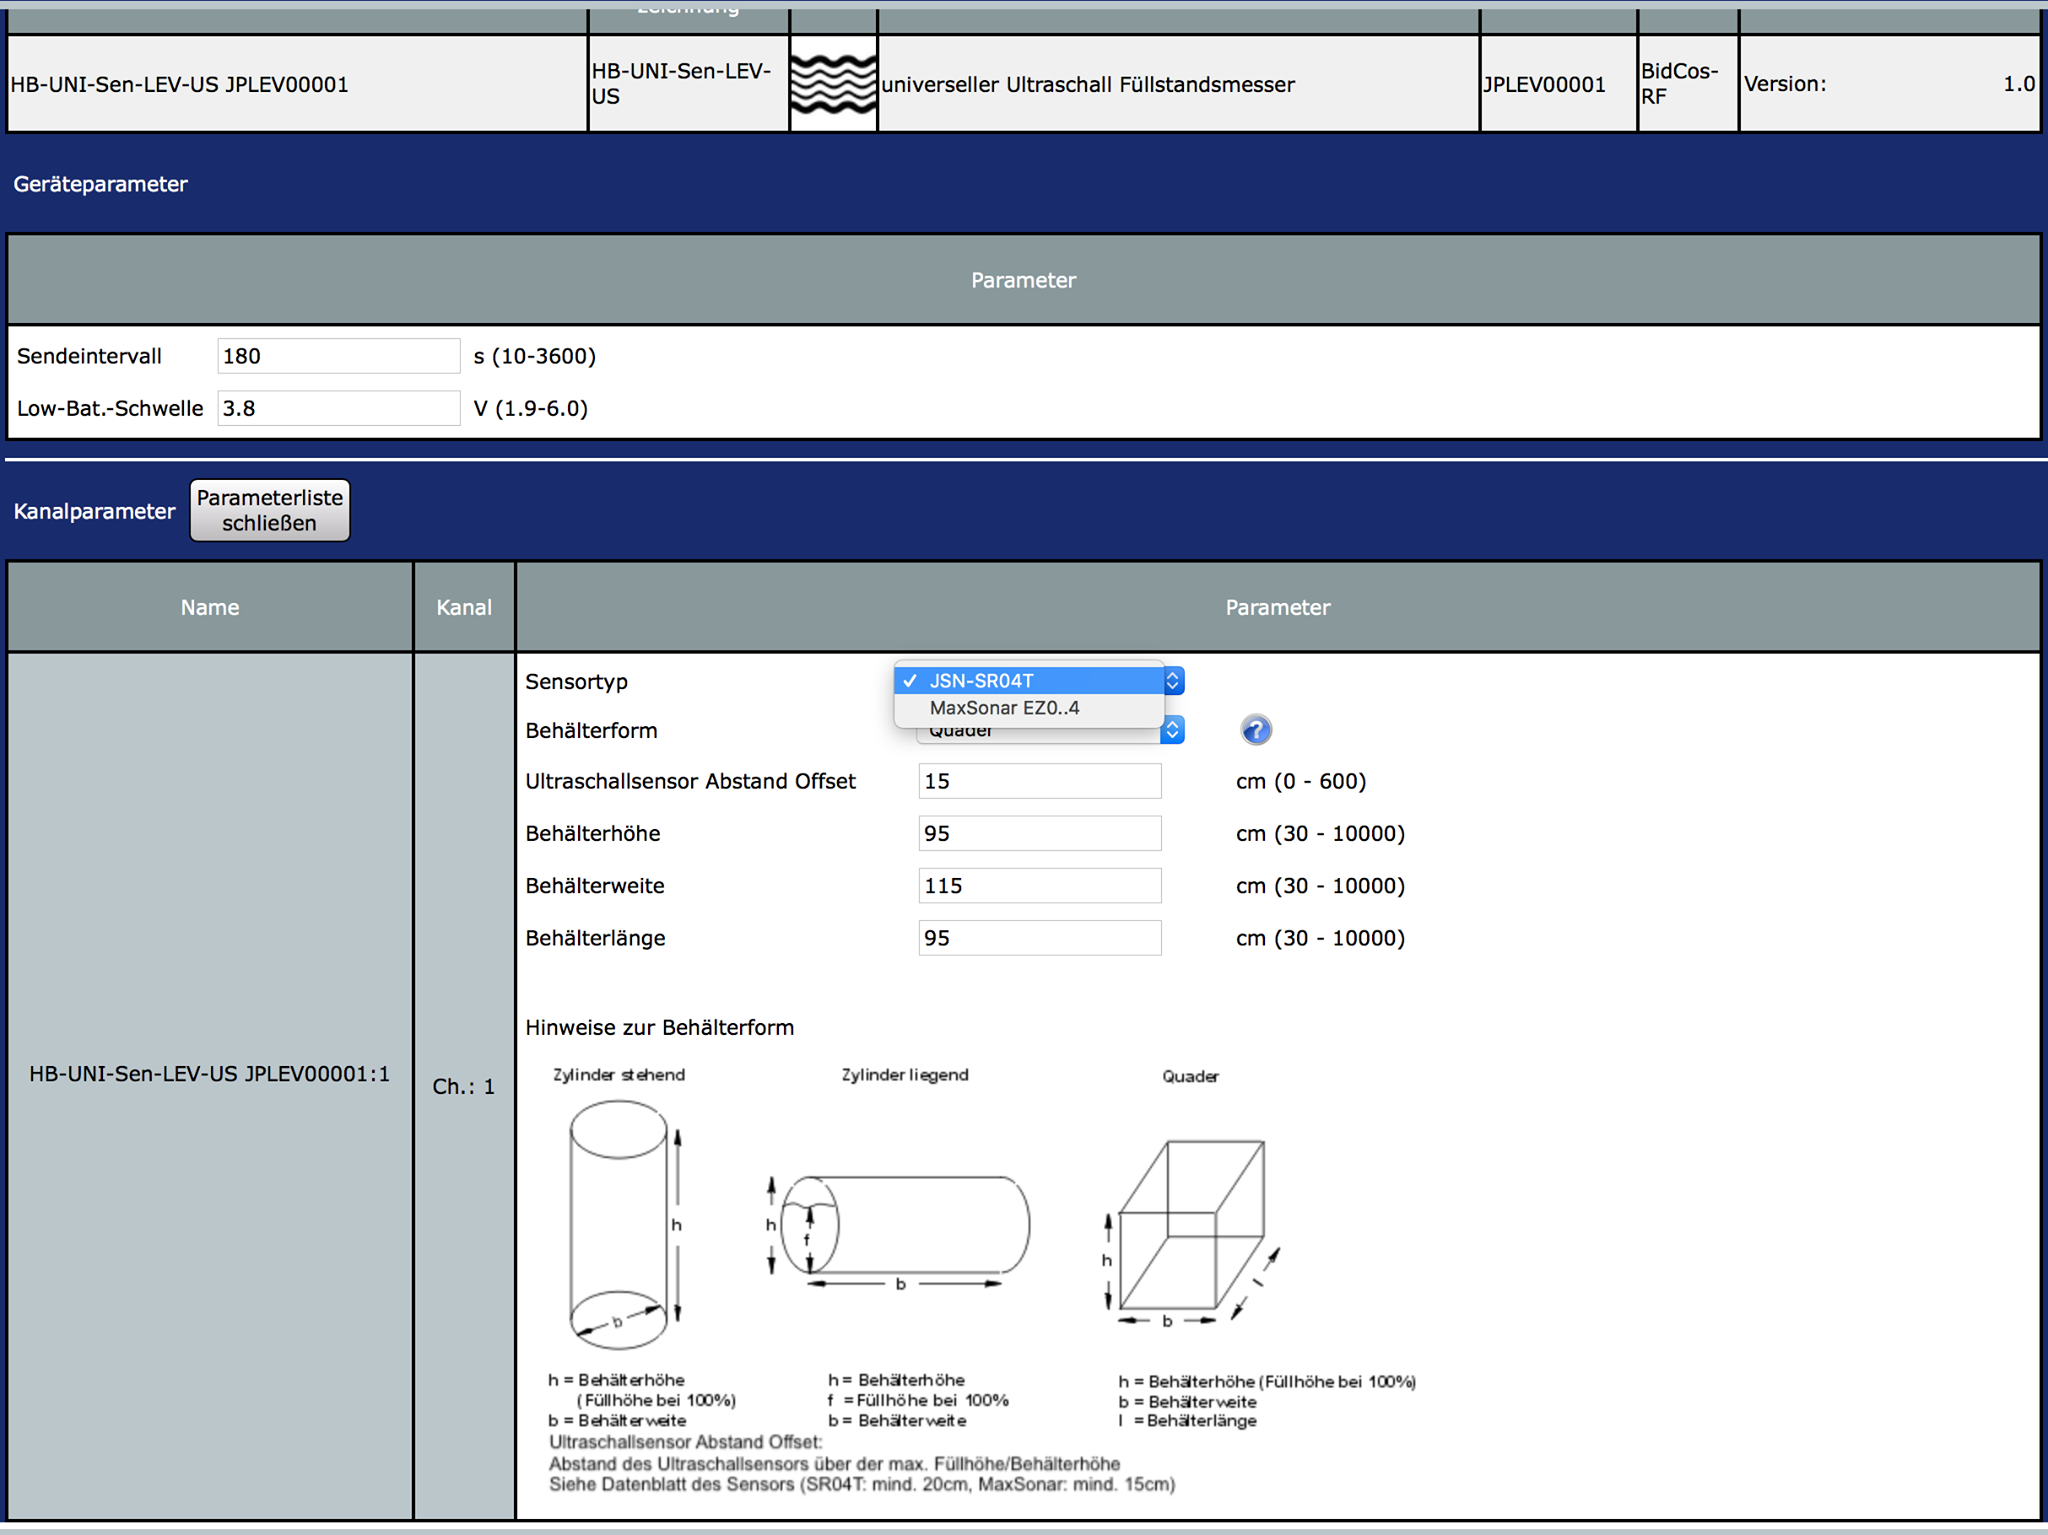 zeichnung
HB-UNI-Sen-LEV-US JPLEV00001
HB-UNI-Sen-LEV-
US
universeller Ultraschall Füllstandsmesser
JPLEV00001
BidCos-
RF
Version: 1.0
Geräteparameter
Parameter
Sendeintervall 180 s (10-3600)
Low-Bat.-Schwelle 3.8 V (1.9-6.0)
Kanalparameter
Parameterliste
schließen
Name Kanal Parameter
HB-UNI-Sen-LEV-US JPLEV00001:1
Ch.: 1
Sensortyp
✓ JSN-SR04T
MaxSonar EZ0..4
Behälterform Quader ?
Ultraschallsensor Abstand Offset 15 cm (0 - 600)
Behälterhöhe 95 cm (30 - 10000)
Behälterweite 115 cm (30 - 10000)
Behälterlänge 95 cm (30 - 10000)
Hinweise zur Behälterform
Zylinder stehend
h
b
Zylinder liegend
h
f
b
Quader
h
l
b
h = Behälterhöhe
(Füllhöhe bei 100%)
b = Behälterweite
h = Behälterhöhe
f = Füllhöhe bei 100%
b = Behälterweite
h = Behälterhöhe (Füllhöhe bei 100%)
b = Behälterweite
l = Behälterlänge
Ultraschallsensor Abstand Offset:
Abstand des Ultraschallsensors über der max. Füllhöhe/Behälterhöhe
Siehe Datenblatt des Sensors (SR04T: mind. 20cm, MaxSonar: mind. 15cm)